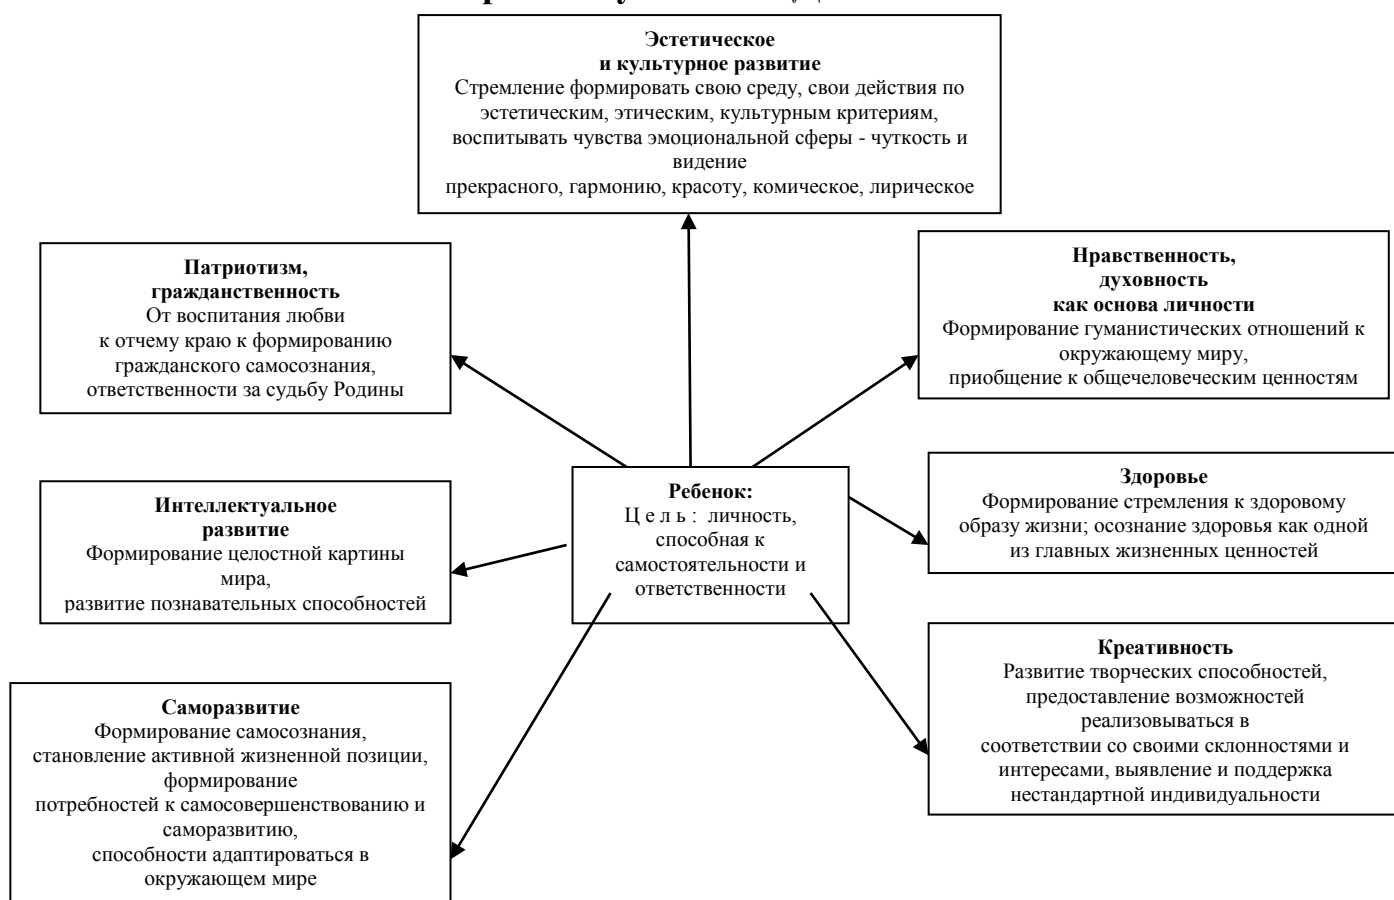 Эстетическое
и культурное развитие
Стремление формировать свою среду, свои действия по
эстетическим, этическим, культурным критериям,
воспитывать чувства эмоциональной сферы - чуткость и
видение
прекрасного, гармонию, красоту, комическое, лирическое
Патриотизм,
гражданственность
От воспитания любви
к отчему краю к формированию
гражданского самосознания,
ответственности за судьбу Родины
Нравственность,
духовность
как основа личности
Формирование гуманистических отношений к
окружающему миру,
приобщение к общечеловеческим ценностям
Интеллектуальное
развитие
Формирование целостной картины
мира,
развитие познавательных способностей
Ребенок:
Ц е л ь : личность,
способная к
самостоятельности и
ответственности
Здоровье
Формирование стремления к здоровому
образу жизни; осознание здоровья как одной
из главных жизненных ценностей
Саморазвитие
Формирование самосознания,
становление активной жизненной позиции,
формирование
потребностей к самосовершенствованию и
саморазвитию,
способности адаптироваться в
окружающем мире
Креативность
Развитие творческих способностей,
предоставление возможностей
реализовываться в
соответствии со своими склонностями и
интересами, выявление и поддержка
нестандартной индивидуальности